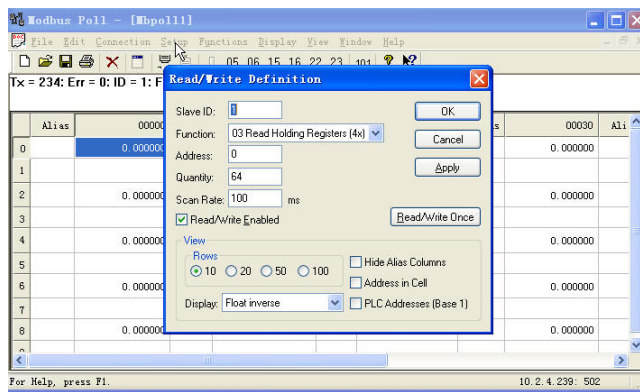 Modbus Poll - [Mbpoll1]
File Edit Connection Setup Functions Display View Window Help
05 06 15 16 22 23 101
Tx = 234: Err = 0: ID = 1: F
Read/Write Definition
Slave ID: 1
OK
Function: 03 Read Holding Registers (4x)
Cancel
Address: 0
Apply
Quantity: 64
Scan Rate: 100 ms
Read/Write Enabled
Read/Write Once
View
Rows
10 20 50 100
Hide Alias Columns
Address in Cell
Display: Float inverse
PLC Addresses (Base 1)
Alias 00000 s 00030 Ali
0 0.000000 0.000000
1
2 0.000000 0.000000
3
4 0.000000 0.000000
5
6 0.000000 0.000000
7
8 0.000000 0.000000
For Help, press F1. 10.2.4.239: 502